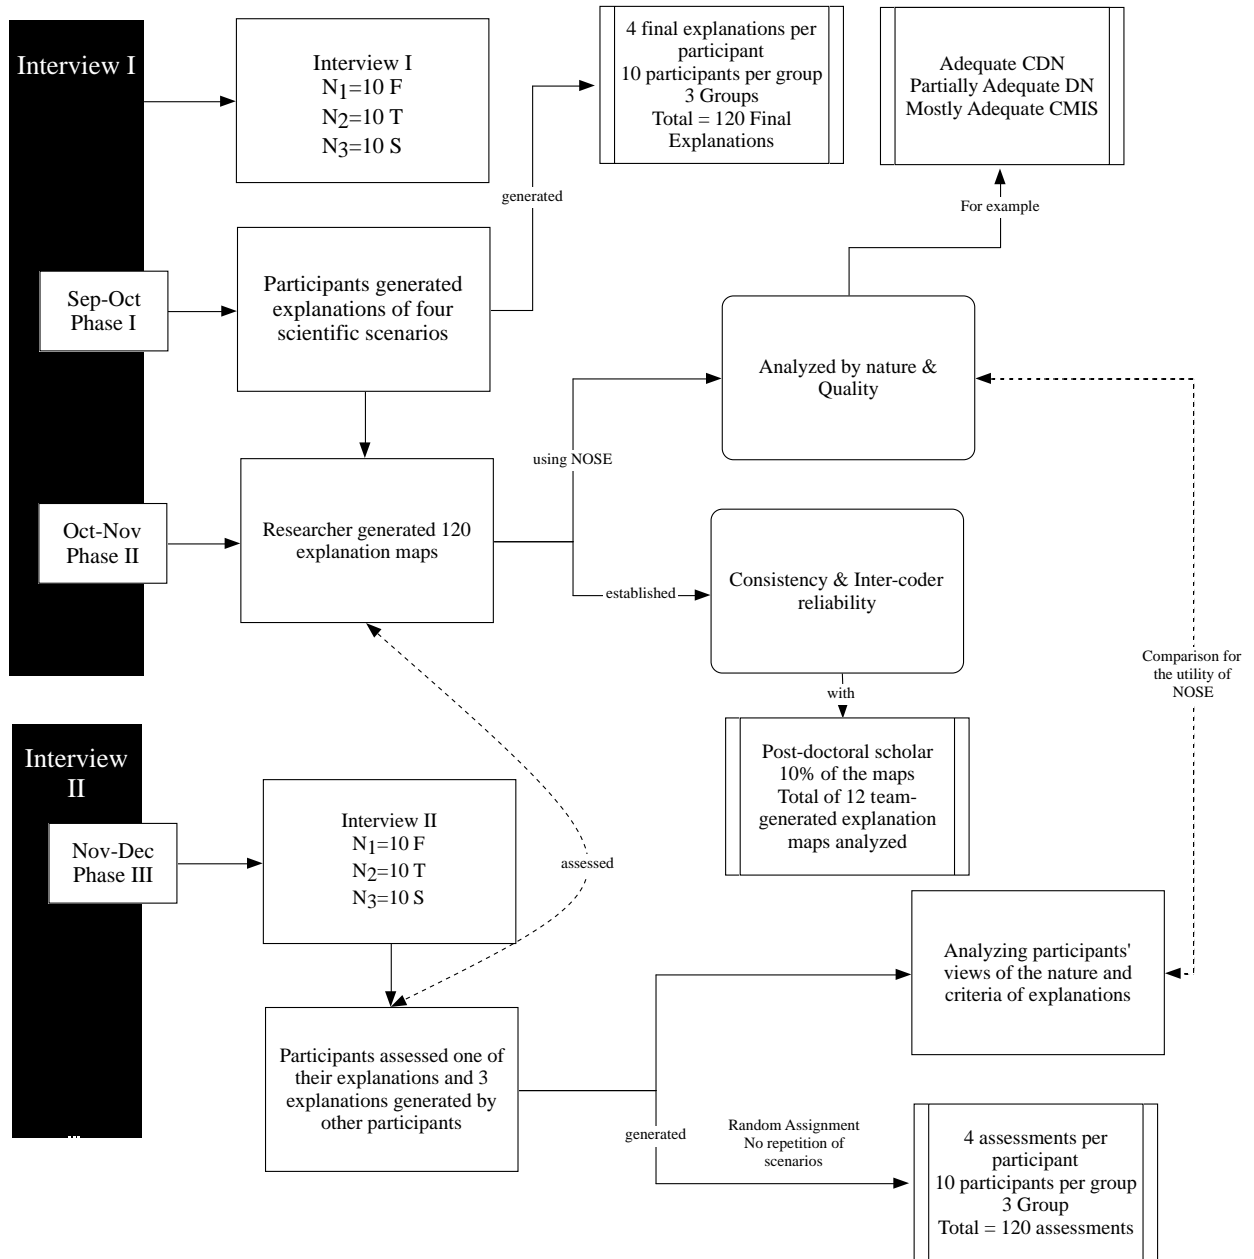 Interview I
Interview I
N1=10 F
N2=10 T
N3=10 S
4 final explanations per
participant
10 participants per group
3 Groups
Total = 120 Final
Explanations
Adequate CDN
Partially Adequate DN
Mostly Adequate CMIS
generated
For example
Sep-Oct
Phase I
Participants generated
explanations of four
scientific scenarios
Analyzed by nature &
Quality
using NOSE
Oct-Nov
Phase II
Researcher generated 120
explanation maps
established
Consistency & Inter-coder
reliability
Comparison for
the utility of
NOSE
with
Post-doctoral scholar
10% of the maps
Total of 12 team-
generated explanation
maps analyzed
Interview
II
Nov-Dec
Phase III
Interview II
N1=10 F
N2=10 T
N3=10 S
assessed
Analyzing participants'
views of the nature and
criteria of explanations
Participants assessed one of
their explanations and 3
explanations generated by
other participants
generated
Random Assignment
No repetition of
scenarios
4 assessments per
participant
10 participants per group
3 Group
Total = 120 assessments